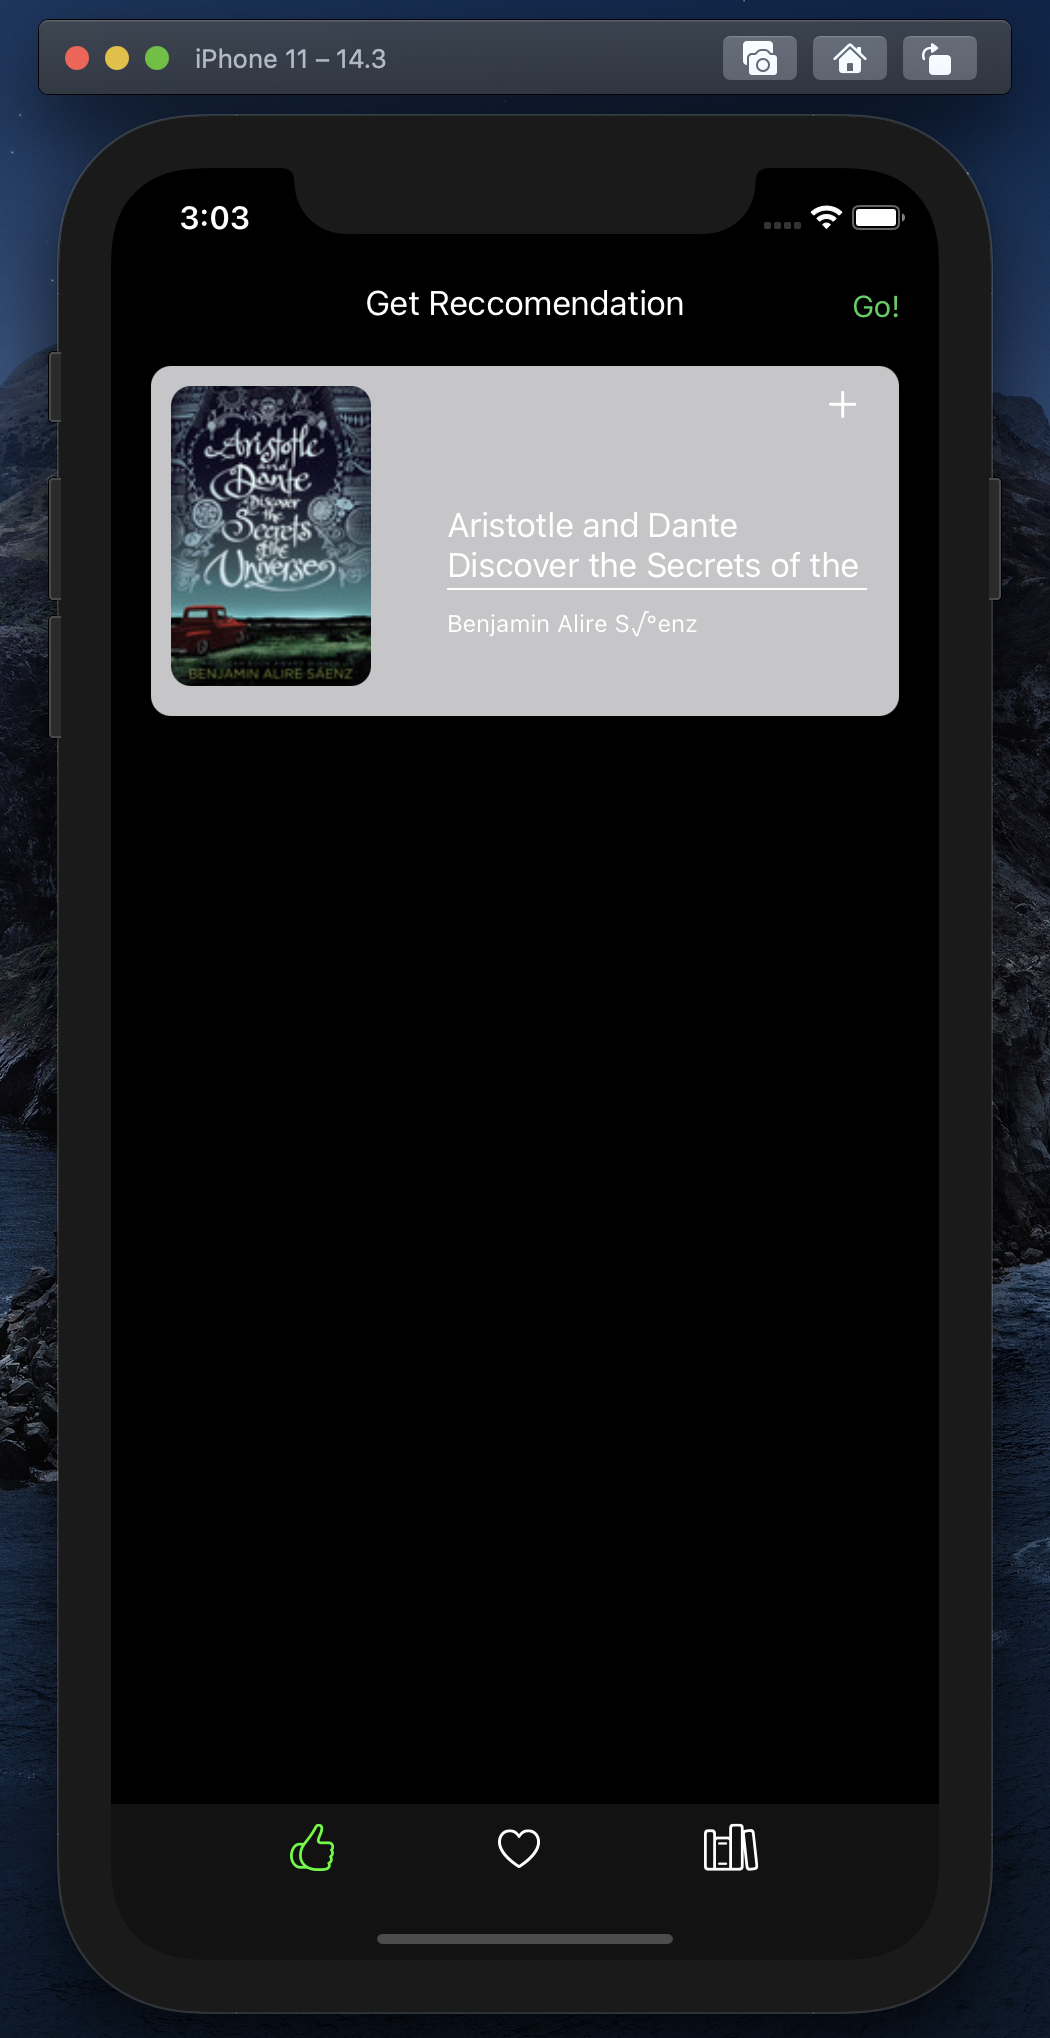 iPhone 11 – 14.3
3:03
Get Reccomendation
Go!
Aristotle
and
Dante
Discover
the
Secrets
of the
Universe
BENJAMIN ALIRE SÁENZ
Aristotle and Dante
Discover the Secrets of the
Benjamin Alire S√°enz